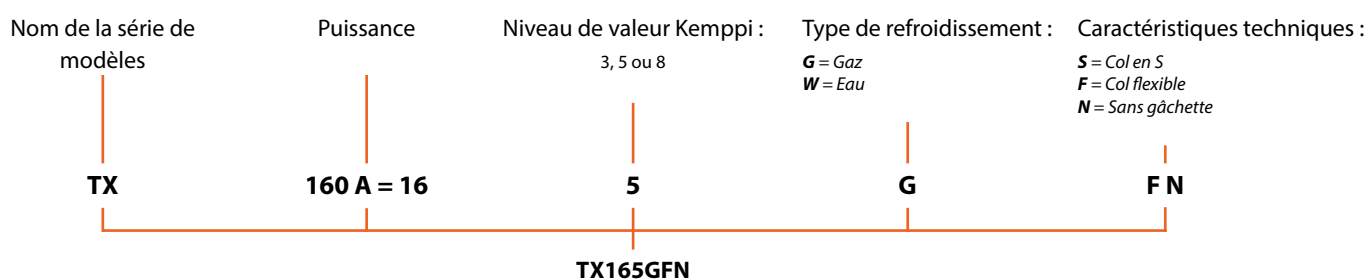 Nom de la série de
modèles
Puissance
Niveau de valeur Kemppi :
3, 5 ou 8
Type de refroidissement :
G = Gaz
W = Eau
Caractéristiques techniques :
S = Col en S
F = Col flexible
N = Sans gâchette
TX
160 A = 16
5
G
F N
TX165GFN